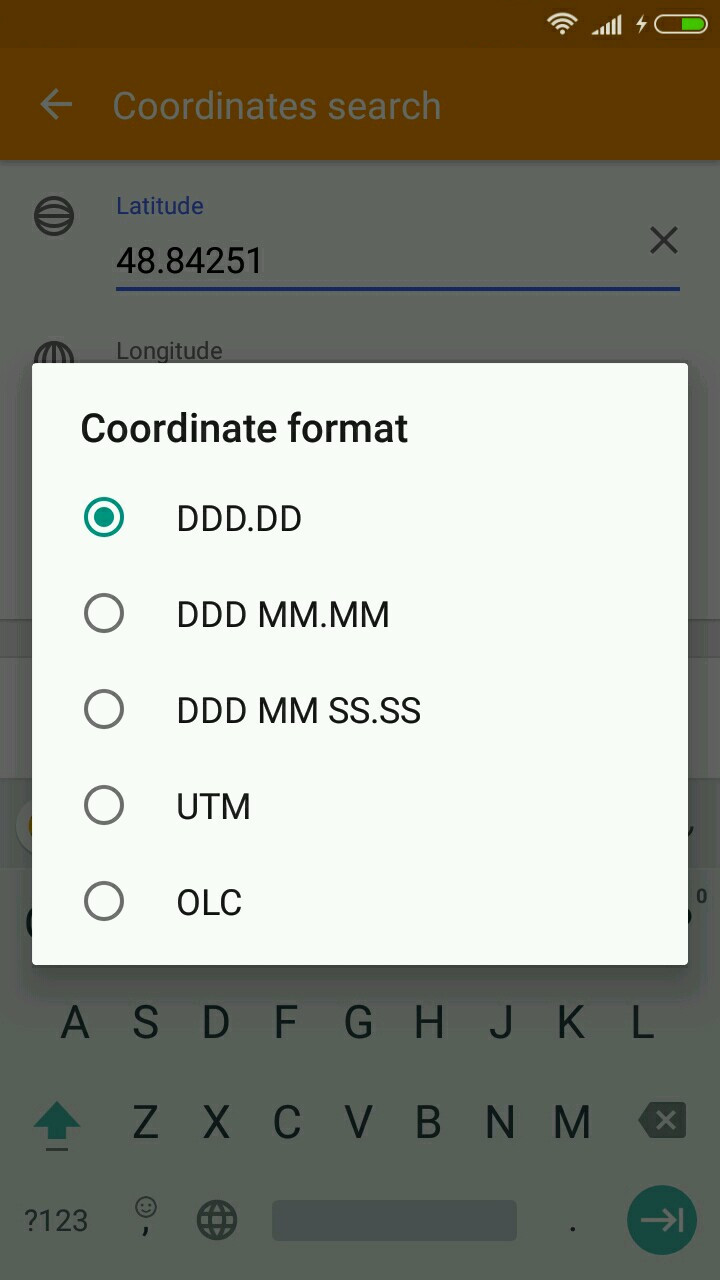 Coordinates search
Latitude
48.84251
Longitude
Coordinate format
DDD.DD
DDD MM.MM
DDD MM SS.SS
UTM
OLC
0
A S D F G H J K L
Z X C V B N M
?123 , .